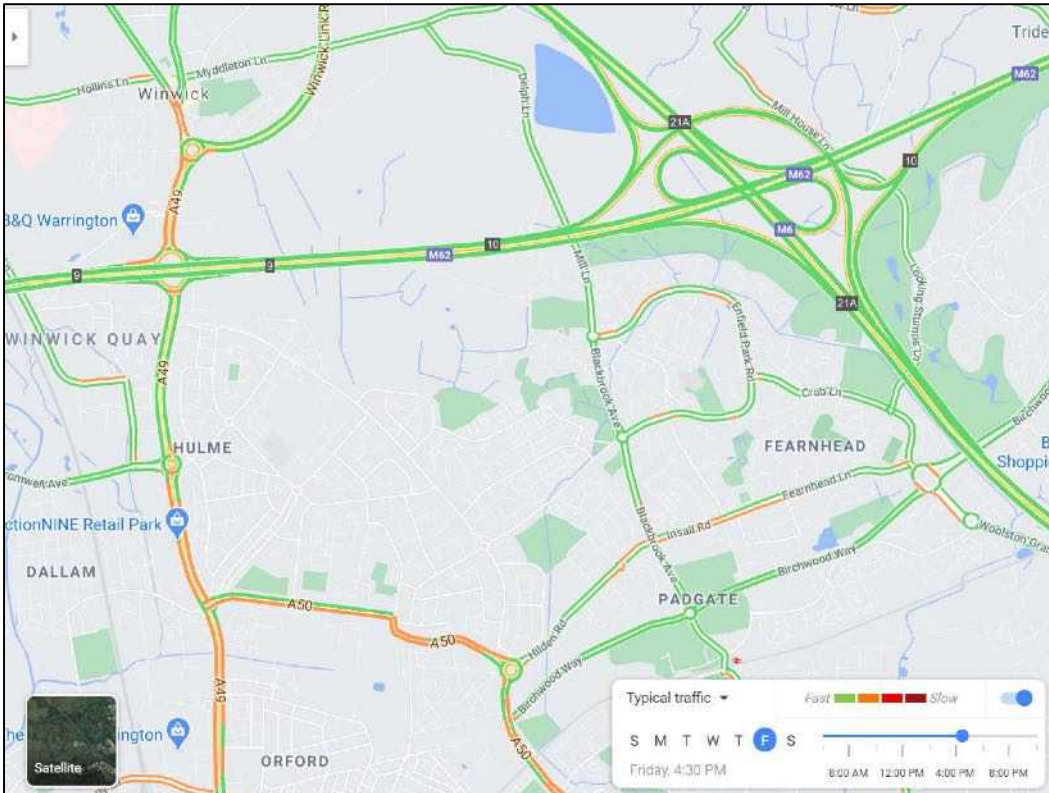 Tride
M62
Hollins Ln
Myddleton Ln
Winwick Link R
Winwick
Delph Ln
21A
Mill House Ln
10
M62
A49
B&Q Warrington
M6
10
M62
9
9
Mill Ln
21A
Locking Stumps Ln
WINWICK QUAY
Enfield Park Rd
A49
Blackbrook Ave
Crab Ln
Birchwoo
HULME
FEARNHEAD
B
Shoppi
romwell Ave
Fearnhead Ln
ctionNINE Retail Park
Insall Rd
Woolston Gra
Blackbrook Ave
Birchwood Way
DALLAM
PADGATE
A50
A50
Hilden Rd
Birchwood Way
A49
A50
he
ington
ORFORD
Satellite
Typical traffic
Fast
Slow
S M T W T F S
Friday, 4:30 PM
8:00 AM 12:00 PM 4:00 PM 8:00 PM